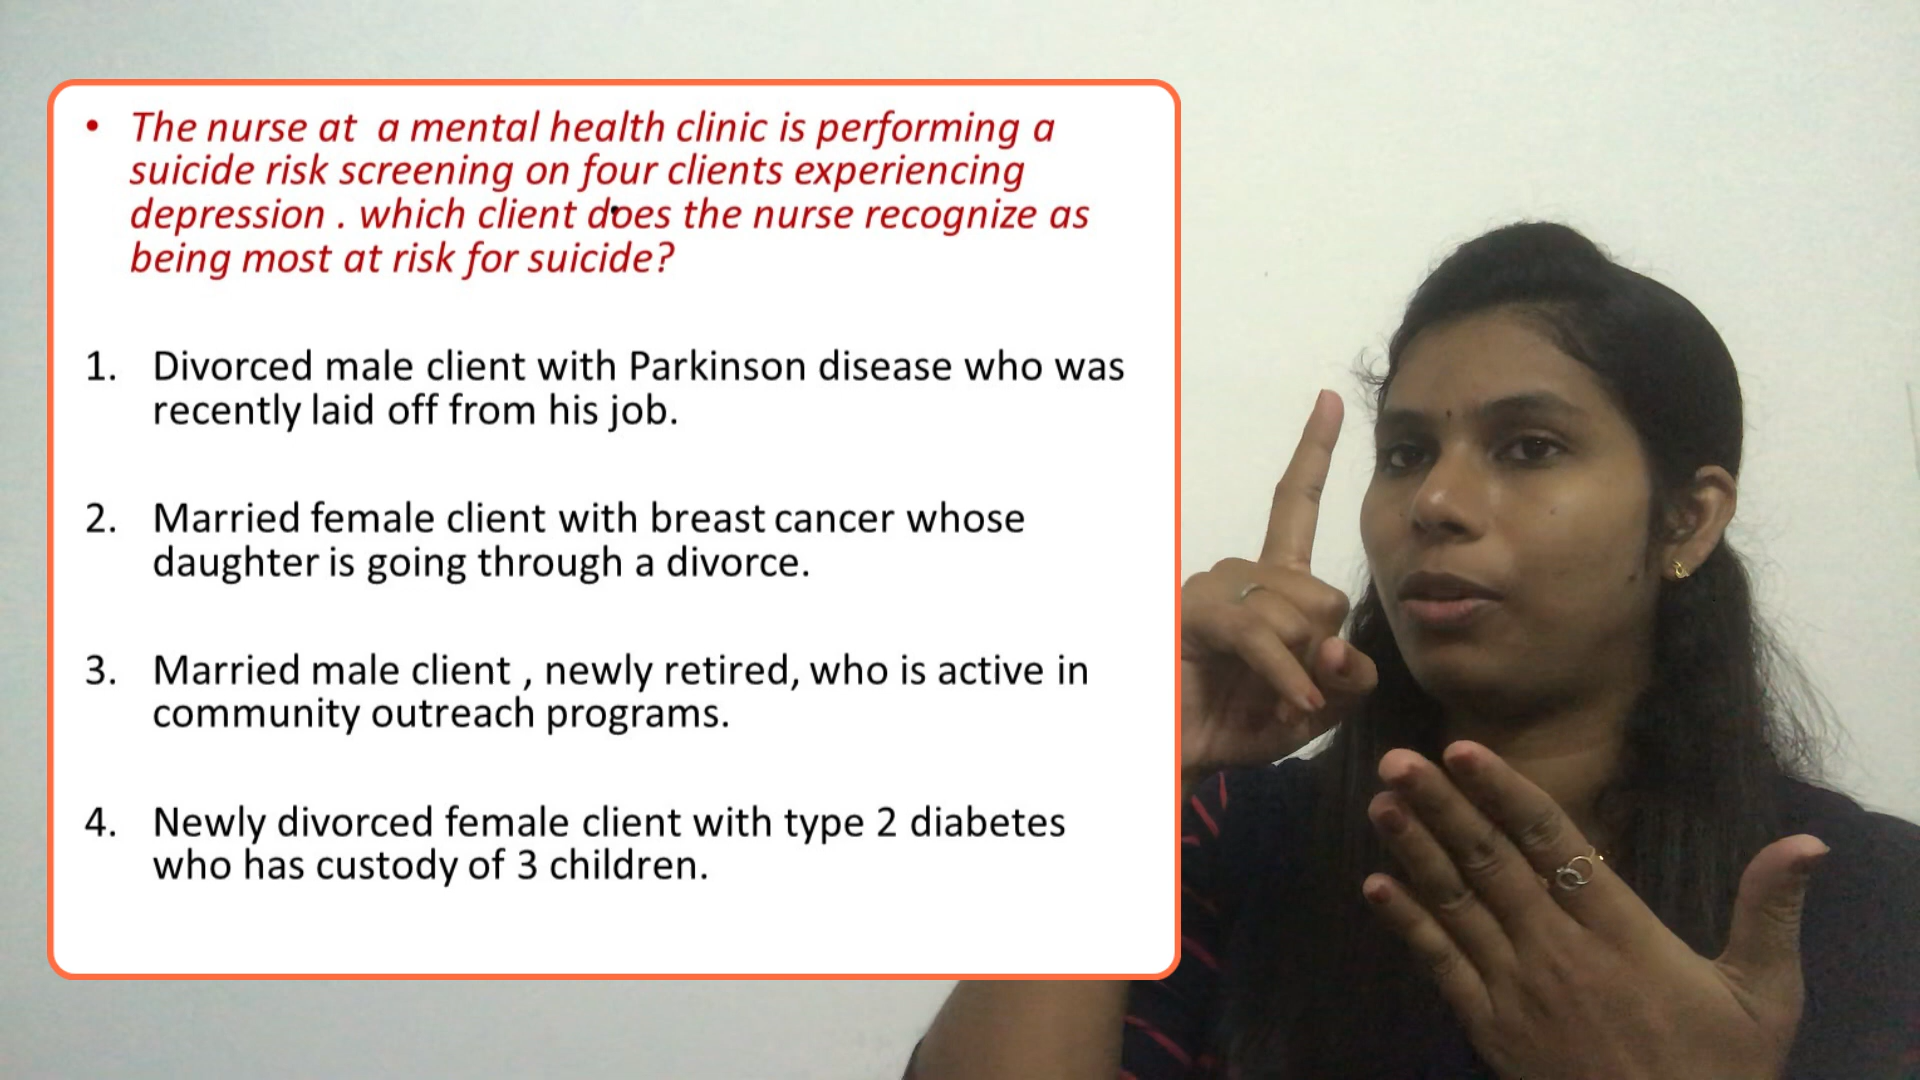 • The nurse at a mental health clinic is performing a
suicide risk screening on four clients experiencing
depression . which client does the nurse recognize as
being most at risk for suicide?
1. Divorced male client with Parkinson disease who was
recently laid off from his job.
2. Married female client with breast cancer whose
daughter is going through a divorce.
3. Married male client , newly retired, who is active in
community outreach programs.
4. Newly divorced female client with type 2 diabetes
who has custody of 3 children.